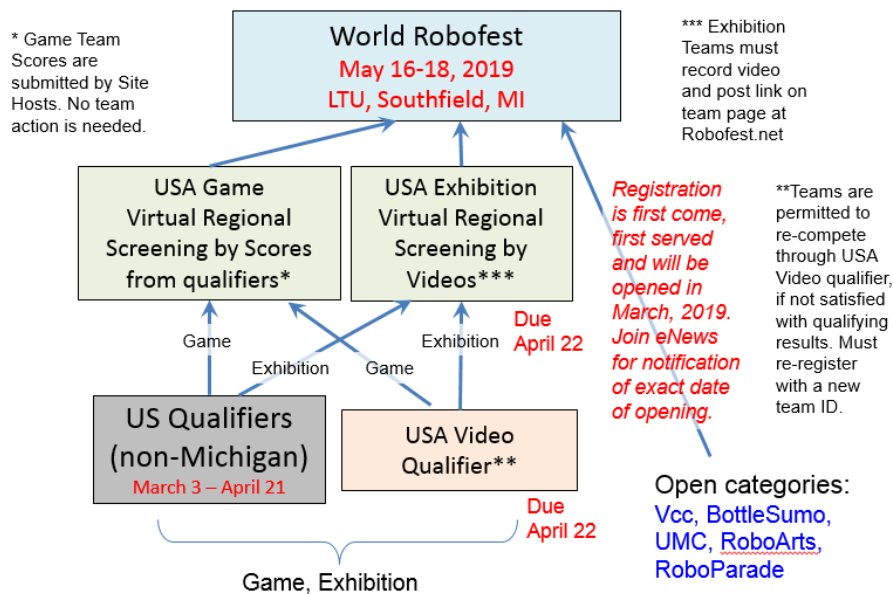 * Game Team
Scores are
submitted by Site
Hosts. No team
action is needed.
World Robofest
May 16-18, 2019
LTU, Southfield, MI
*** Exhibition
Teams must
record video
and post link on
team page at
Robofest.net
USA Game
Virtual Regional
Screening by Scores
from qualifiers*
USA Exhibition
Virtual Regional
Screening by
Videos***
Registration
is first come,
first served
and will be
opened in
March, 2019.
Join eNews
for notification
of exact date
of opening.
**Teams are
permitted to
re-compete
through USA
Video qualifier,
if not satisfied
with qualifying
results. Must
re-register
with a new
team ID.
Due
April 22
Game
Exhibition
Game
Exhibition
US Qualifiers
(non-Michigan)
March 3 – April 21
USA Video
Qualifier**
Due
April 22
Open categories:
Vcc, BottleSumo,
UMC, RoboArts,
RoboParade
Game, Exhibition